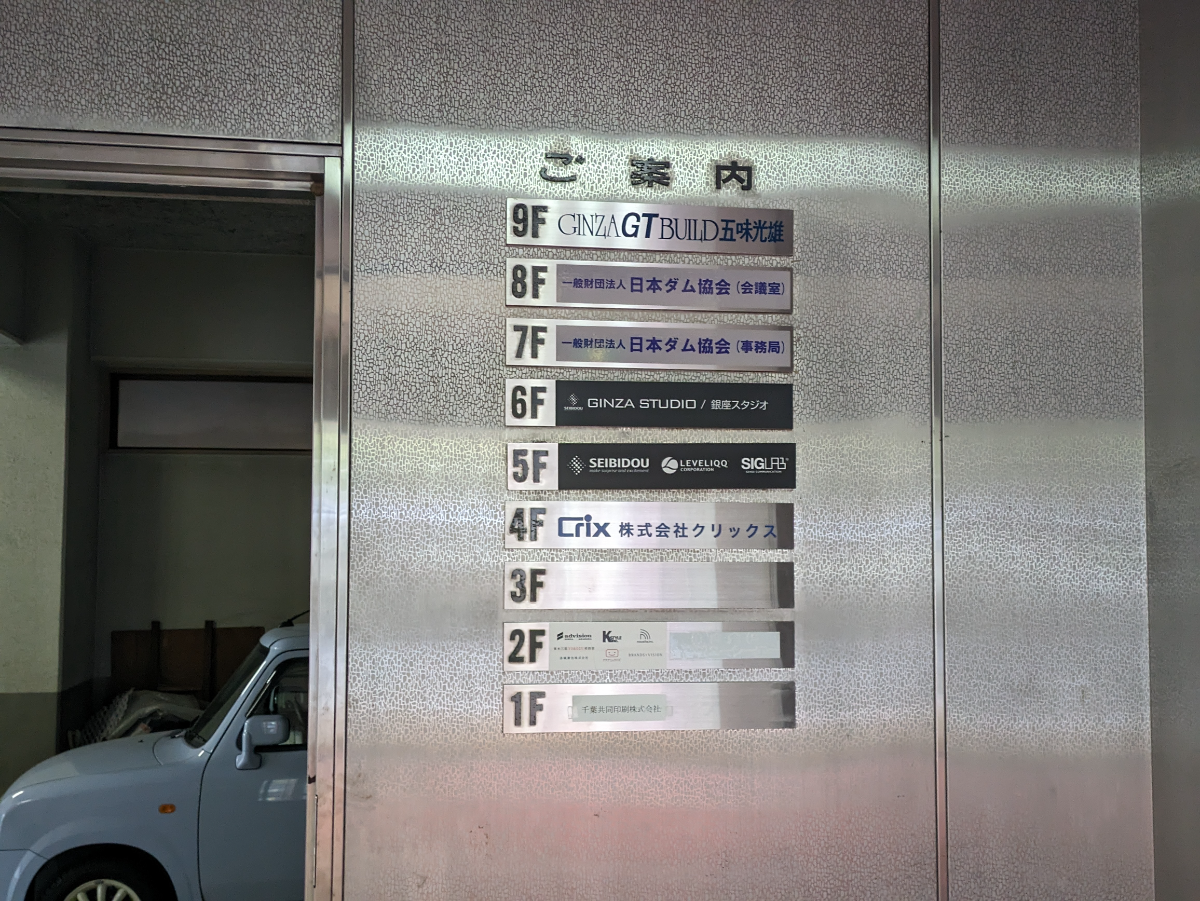 ご案内
9F GINZA GT BUILD 五味光雄
8F 一般財団法人 日本ダム協会 (会議室)
7F 一般財団法人 日本ダム協会 (事務局)
6F SEIBIDOU GINZA STUDIO / 銀座スタジオ
5F SEIBIDOU LEVELIQQ CORPORATION SIGLAB
4F Crix 株式会社クリックス
3F
2F advision
1F 千葉共同印刷株式会社